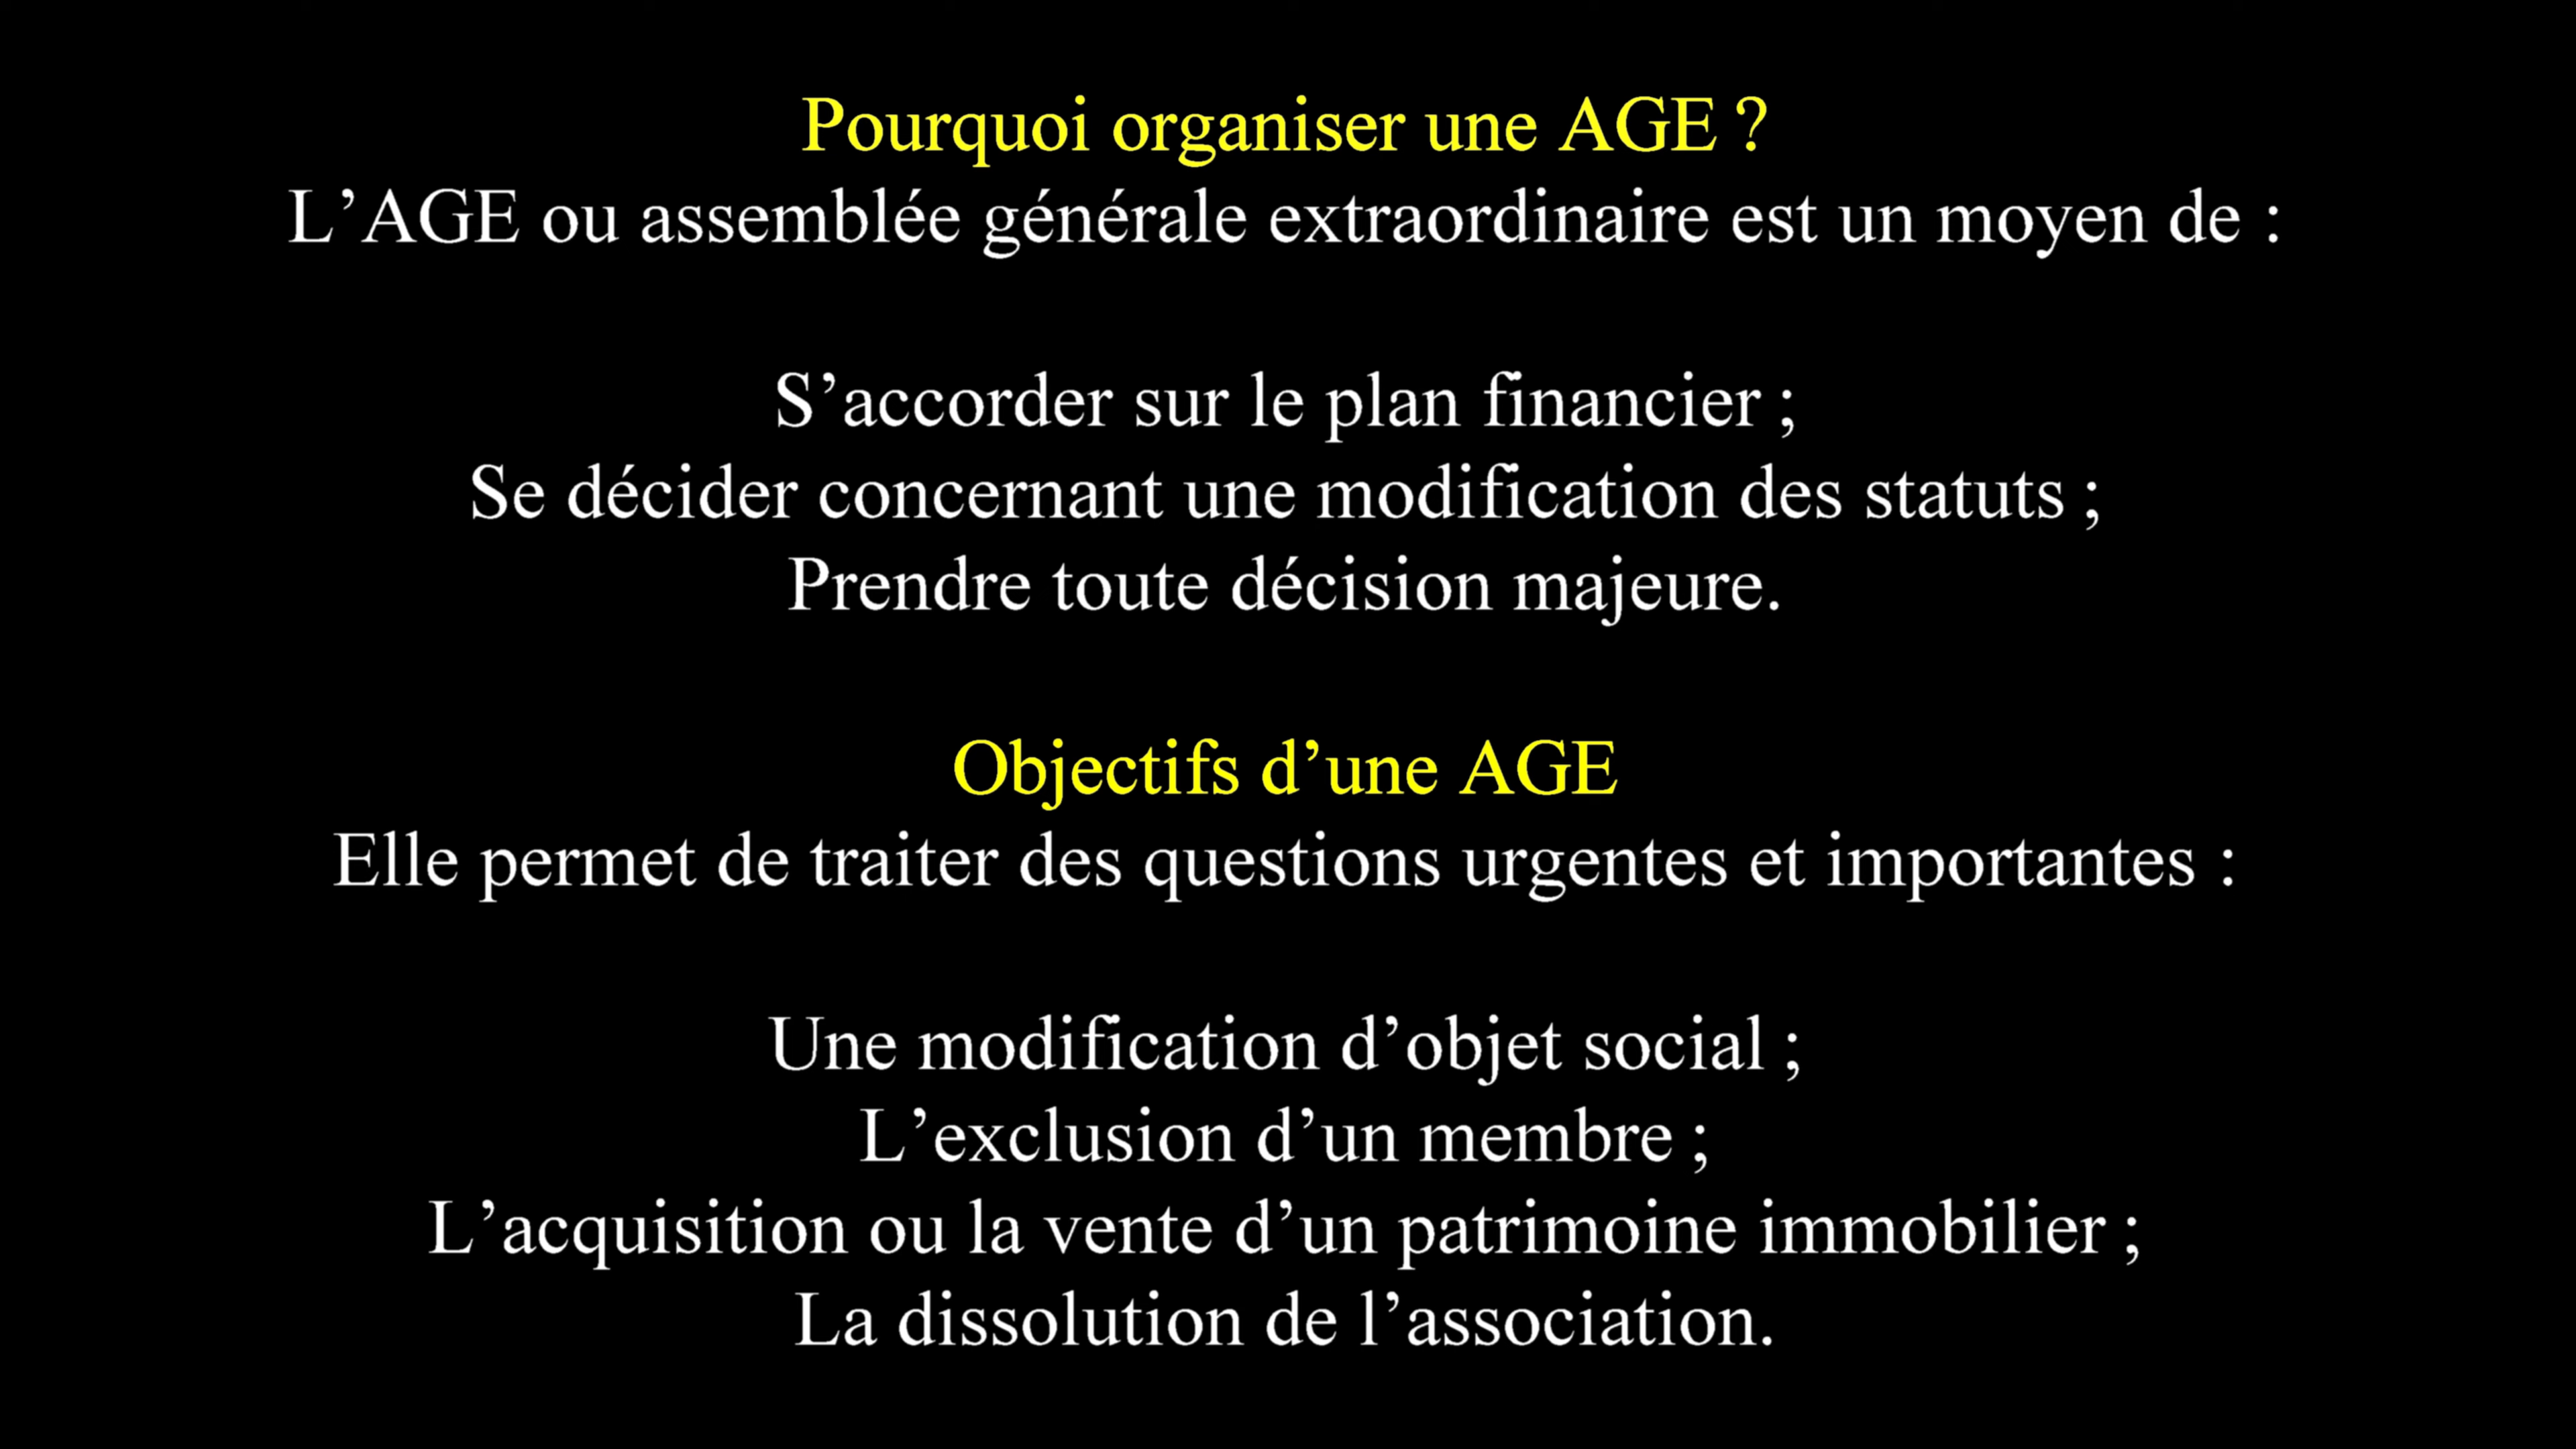 Pourquoi organiser une AGE ?
L’AGE ou assemblée générale extraordinaire est un moyen de :
S’accorder sur le plan financier ;
Se décider concernant une modification des statuts ;
Prendre toute décision majeure.
Objectifs d’une AGE
Elle permet de traiter des questions urgentes et importantes :
Une modification d’objet social ;
L’exclusion d’un membre ;
L’acquisition ou la vente d’un patrimoine immobilier ;
La dissolution de l’association.